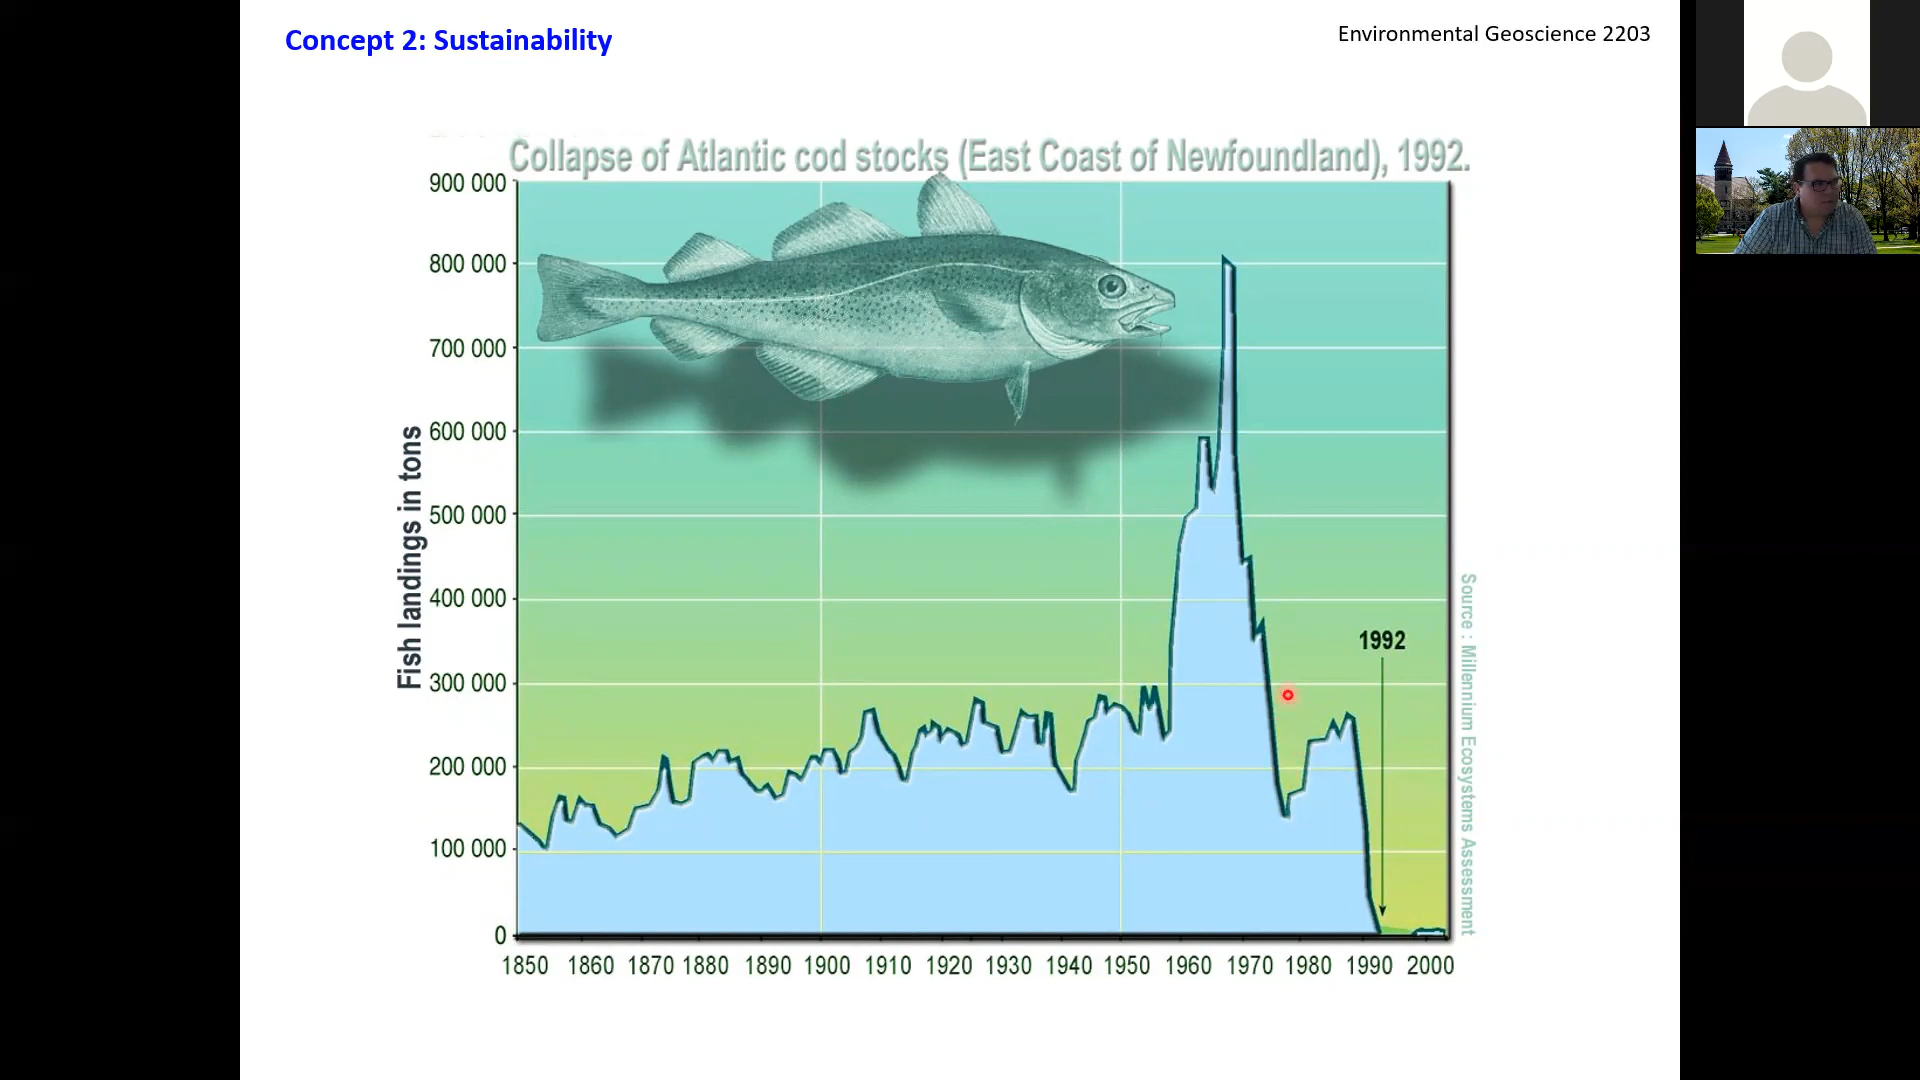 Concept 2: Sustainability
Environmental Geoscience 2203
Collapse of Atlantic cod stocks (East Coast of Newfoundland), 1992.
900 000
800 000
700 000
600 000
500 000
400 000
300 000
200 000
100 000
0
Fish landings in tons
1992
Source : Millennium Ecosystems Assessment
1850 1860 1870 1880 1890 1900 1910 1920 1930 1940 1950 1960 1970 1980 1990 2000